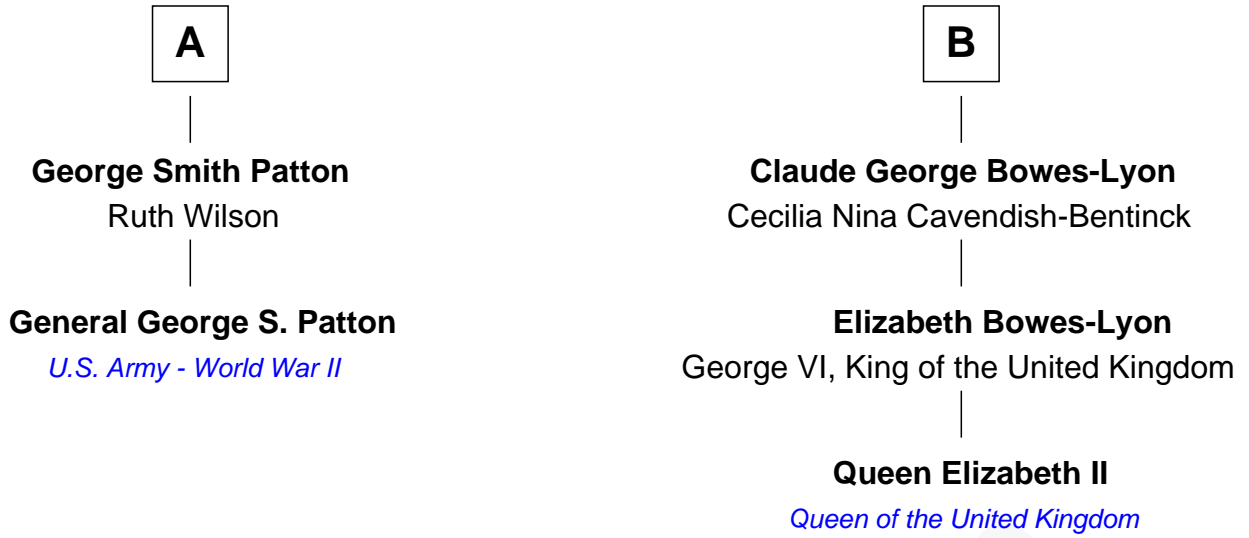 A
B
George Smith Patton
Ruth Wilson
General George S. Patton
U.S. Army - World War II
Claude George Bowes-Lyon
Cecilia Nina Cavendish-Bentinck
Elizabeth Bowes-Lyon
George VI, King of the United Kingdom
Queen Elizabeth II
Queen of the United Kingdom